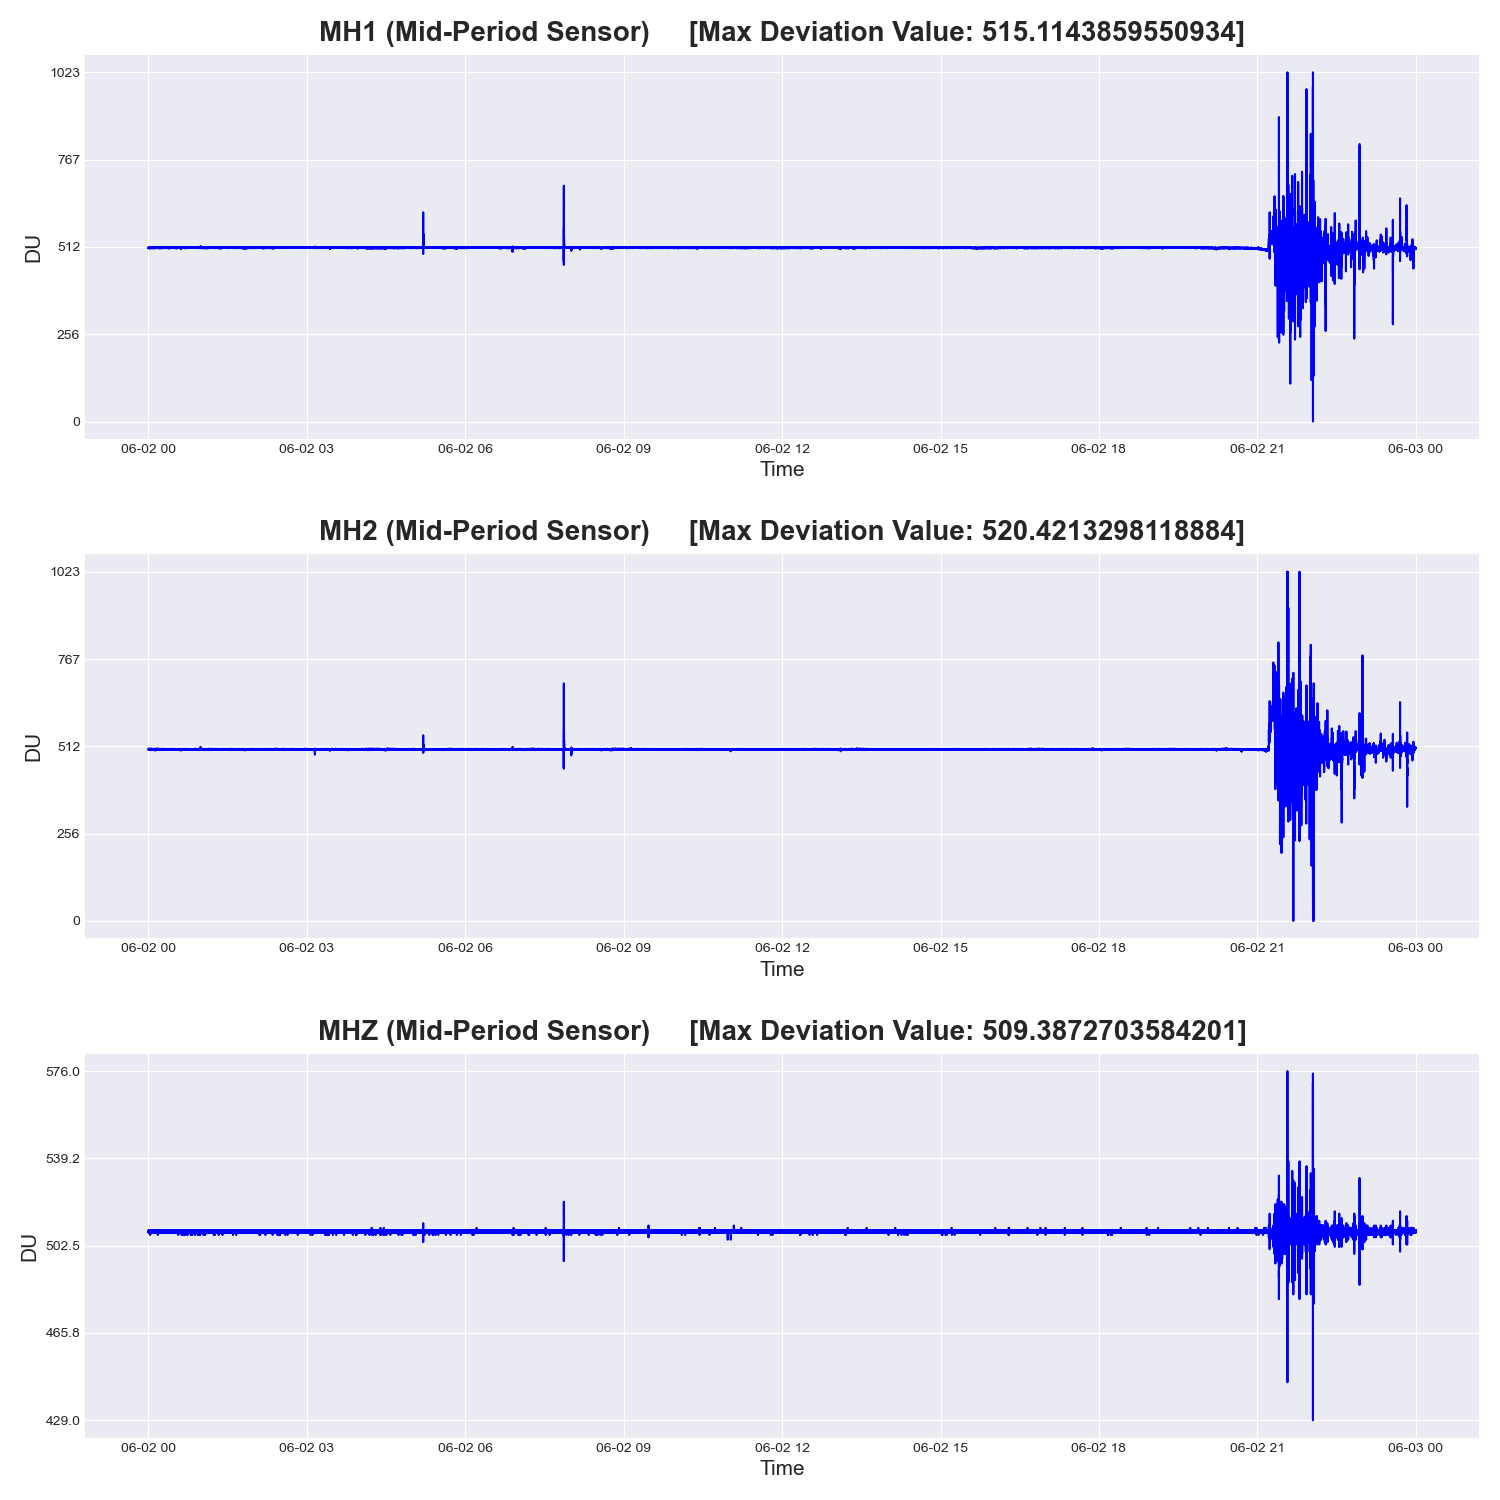 MH1 (Mid-Period Sensor) [Max Deviation Value: 515.1143859550934]
1023
767
512
256
0
DU
06-02 00 06-02 03 06-02 06 06-02 09 06-02 12 06-02 15 06-02 18 06-02 21 06-03 00
Time
MH2 (Mid-Period Sensor) [Max Deviation Value: 520.4213298118884]
1023
767
512
256
0
DU
06-02 00 06-02 03 06-02 06 06-02 09 06-02 12 06-02 15 06-02 18 06-02 21 06-03 00
Time
MHZ (Mid-Period Sensor) [Max Deviation Value: 509.3872703584201]
576.0
539.2
502.5
465.8
429.0
DU
06-02 00 06-02 03 06-02 06 06-02 09 06-02 12 06-02 15 06-02 18 06-02 21 06-03 00
Time